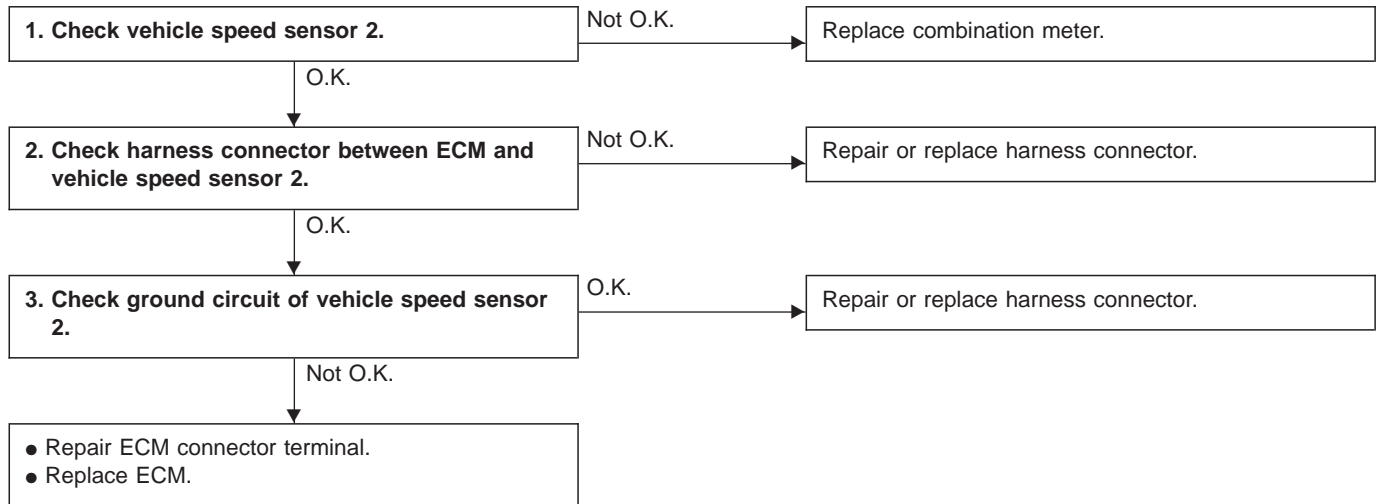 1. Check vehicle speed sensor 2.
Not O.K.
Replace combination meter.
O.K.
2. Check harness connector between ECM and
vehicle speed sensor 2.
Not O.K.
Repair or replace harness connector.
O.K.
3. Check ground circuit of vehicle speed sensor
2.
O.K.
Repair or replace harness connector.
Not O.K.
● Repair ECM connector terminal.
● Replace ECM.